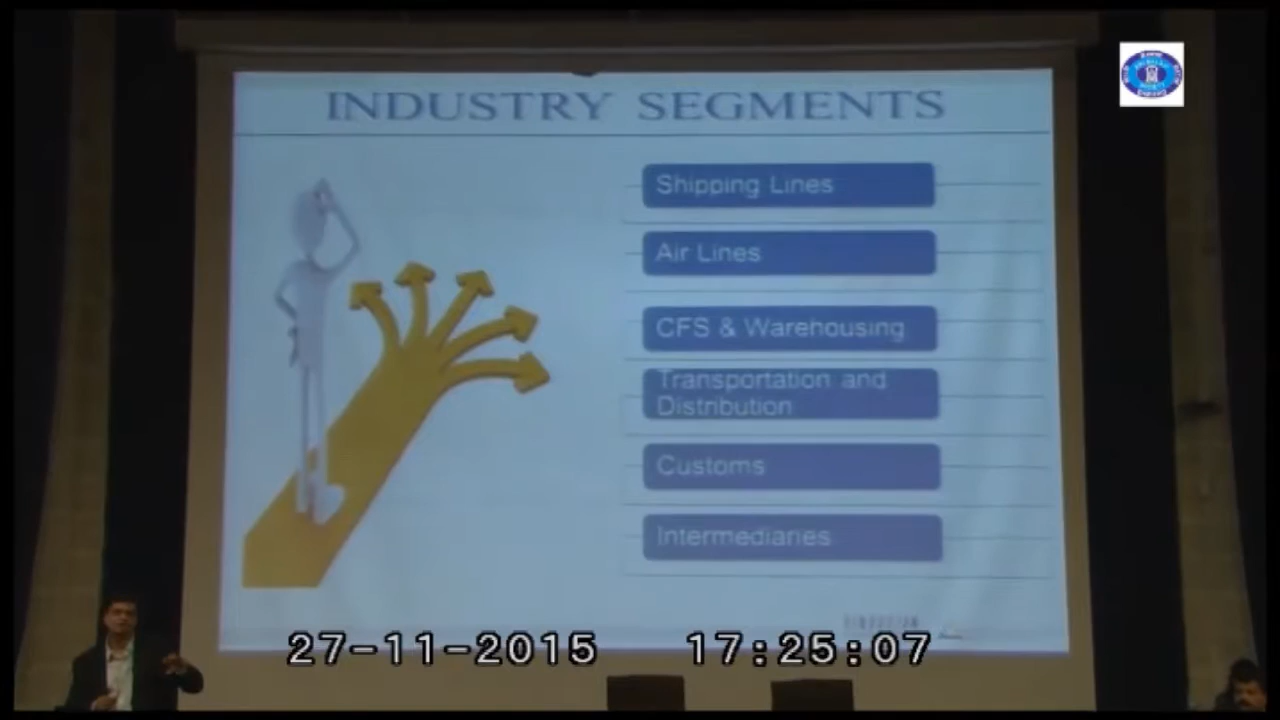 INDUSTRY SEGMENTS
Shipping Lines
Air Lines
CFS & Warehousing
Transportation and
Distribution
Customs
Intermediaries
27-11-2015 17:25:07